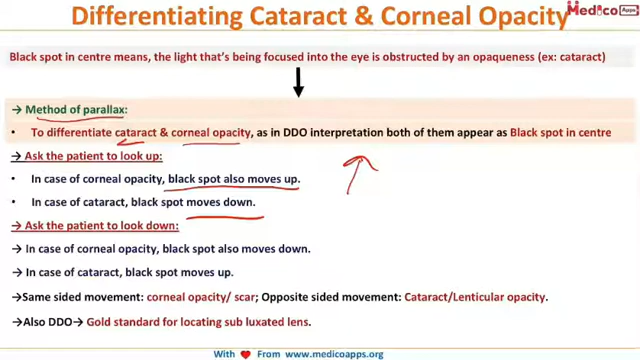 Differentiating Cataract & Corneal Opacity
Medico Apps
Black spot in centre means, the light that's being focused into the eye is obstructed by an opaqueness (ex: cataract)
→ Method of parallax:
• To differentiate cataract & corneal opacity, as in DDO interpretation both of them appear as Black spot in centre
→ Ask the patient to look up:
• In case of corneal opacity, black spot also moves up.
• In case of cataract, black spot moves down.
→ Ask the patient to look down:
→ In case of corneal opacity, black spot also moves down.
→ In case of cataract, black spot moves up.
→ Same sided movement: corneal opacity/ scar; Opposite sided movement: Cataract/Lenticular opacity.
→ Also DDO→ Gold standard for locating sub luxated lens.
With ❤ From www.medicoapps.org